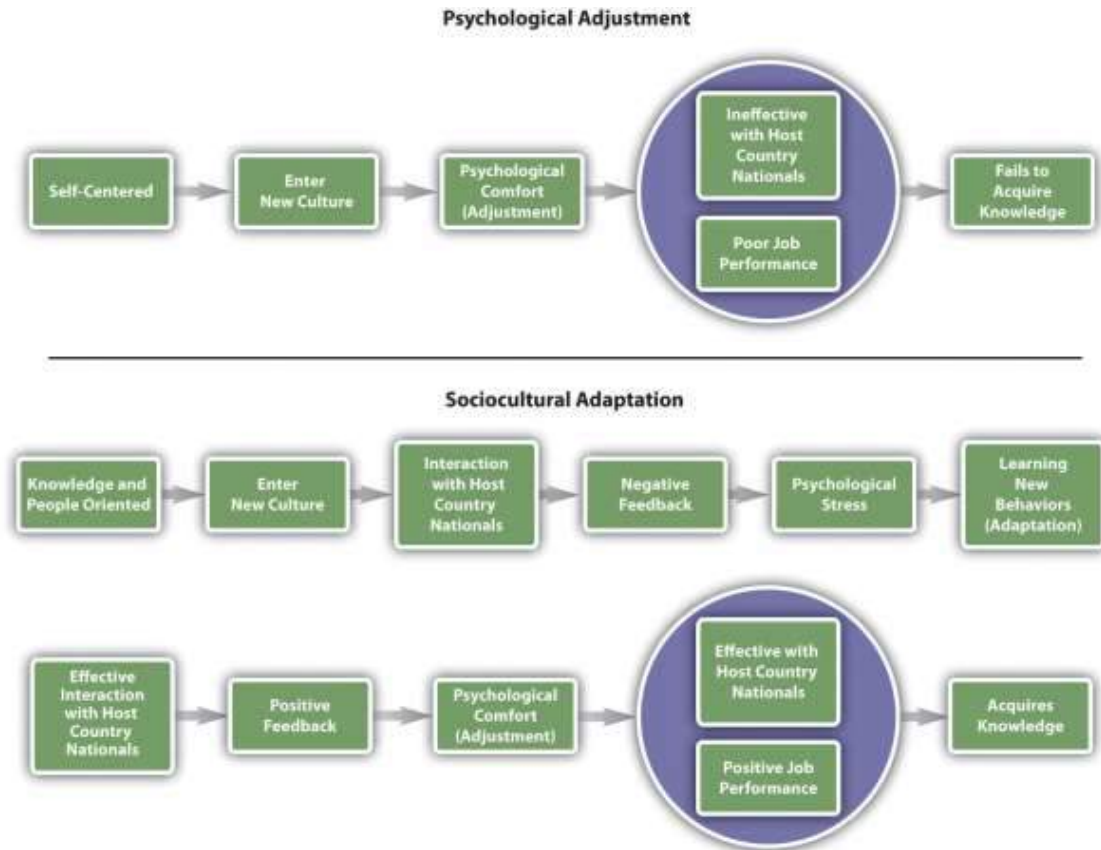 Psychological Adjustment
Self-Centered
Enter
New Culture
Psychological
Comfort
(Adjustment)
Ineffective
with Host
Country
Nationals
Poor Job
Performance
Fails to
Acquire
Knowledge
Sociocultural Adaptation
Knowledge and
People Oriented
Enter
New Culture
Interaction
with Host
Country
Nationals
Negative
Feedback
Psychological
Stress
Learning
New
Behaviors
(Adaptation)
Effective
Interaction
with Host
Country
Nationals
Positive
Feedback
Psychological
Comfort
(Adjustment)
Effective with
Host Country
Nationals
Positive Job
Performance
Acquires
Knowledge